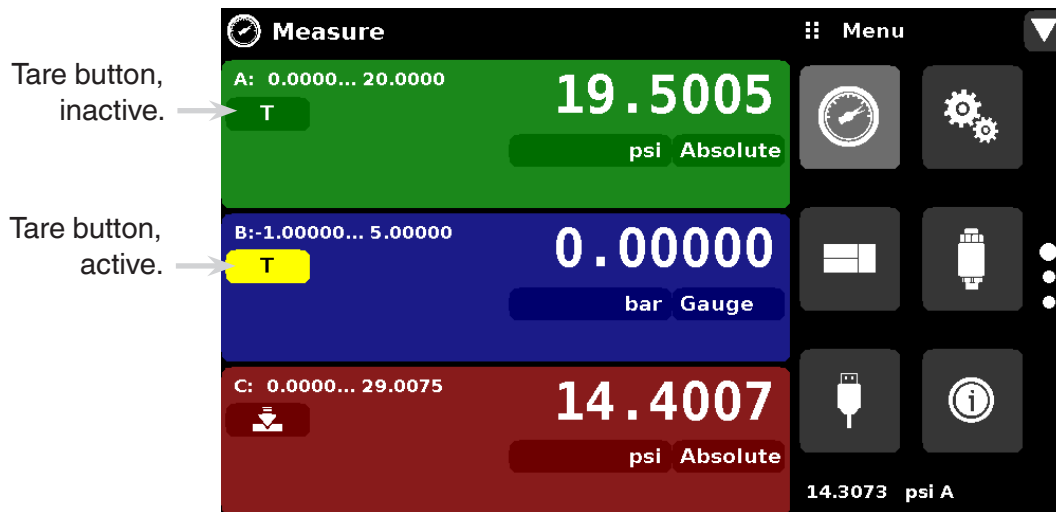 Measure
Menu
Tare button,
inactive.
A: 0.0000... 20.0000
19.5005
T
psi Absolute
Tare button,
active.
B:-1.00000... 5.00000
0.00000
T
bar Gauge
C: 0.0000... 29.0075
14.4007
psi Absolute
14.3073 psi A